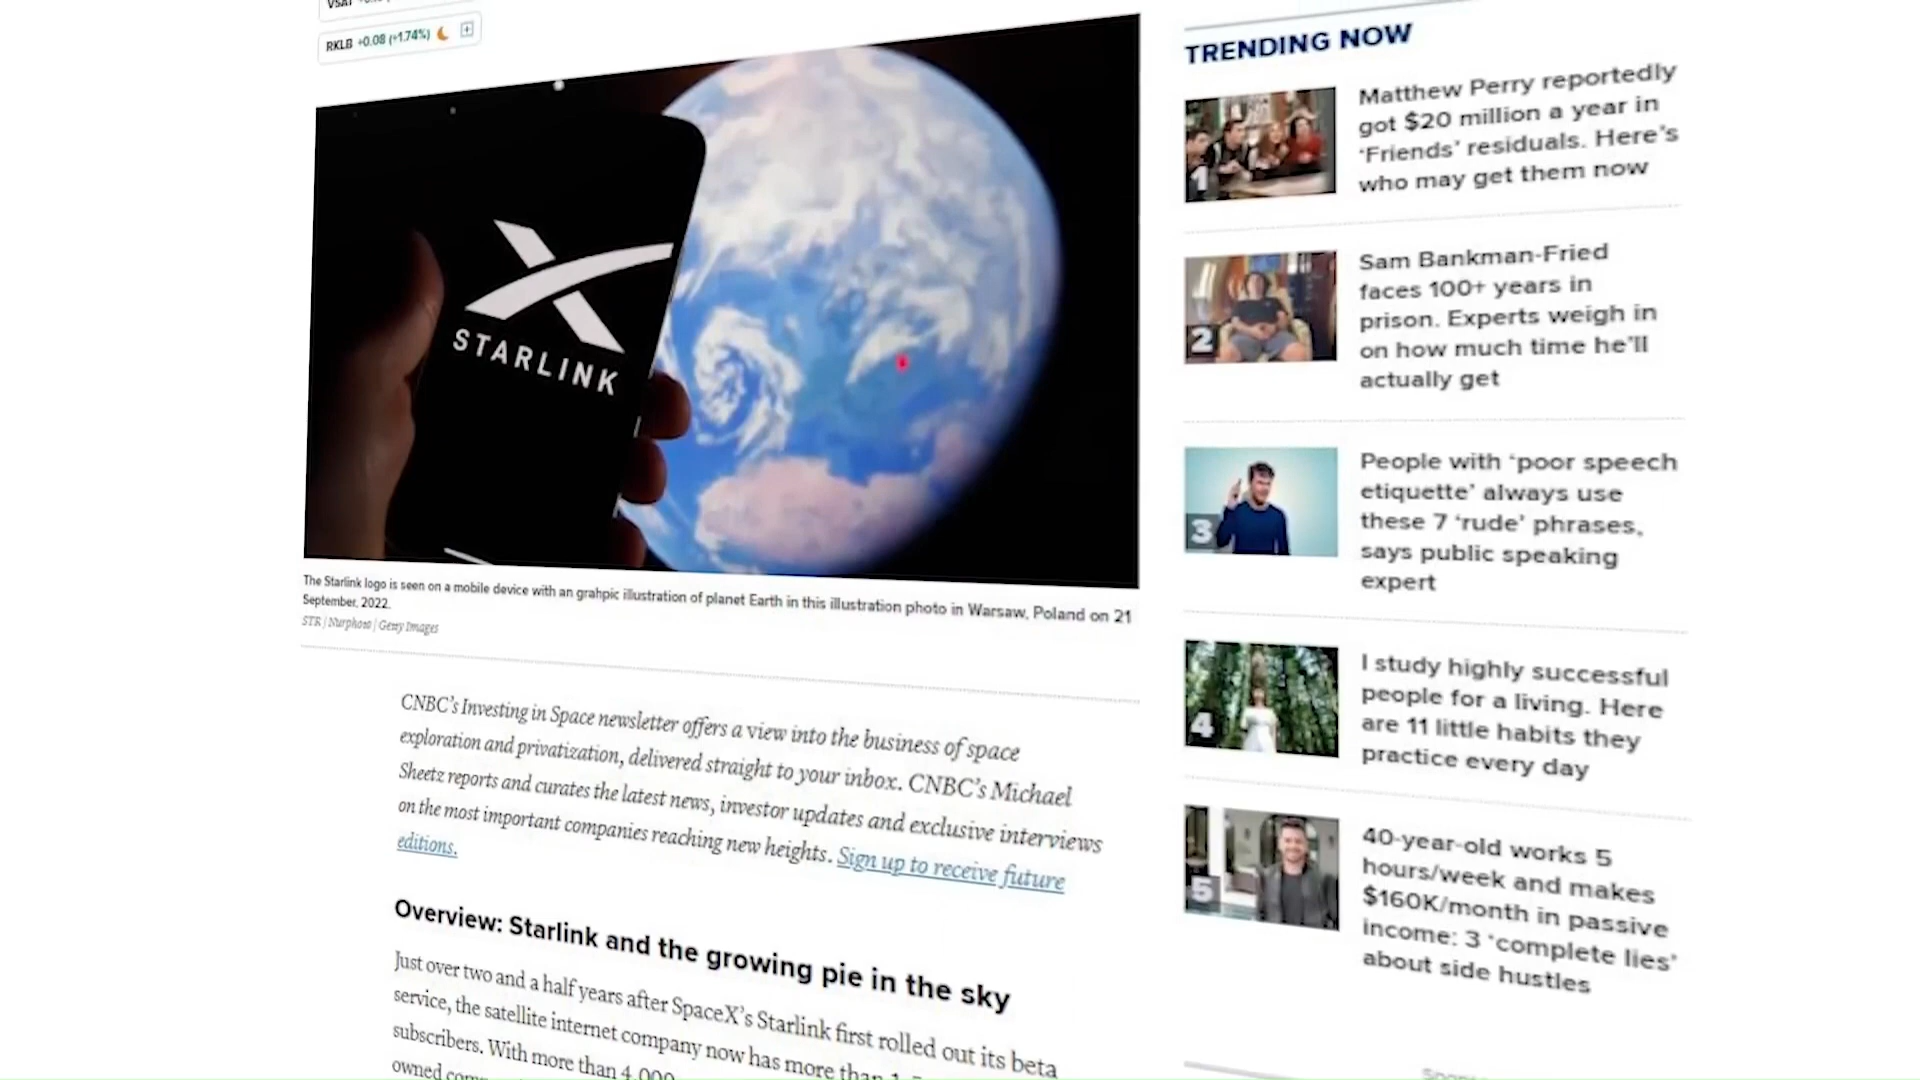 RKLB +0.08 (+1.74%)
STARLINK
The Starlink logo is seen on a mobile device with an grahpic illustration of planet Earth in this illustration photo in Warsaw, Poland on 21
September, 2022.
STR | Nurphoto | Getty Images
CNBC's Investing in Space newsletter offers a view into the business of space
exploration and privatization, delivered straight to your inbox. CNBC's Michael
Sheetz reports and curates the latest news, investor updates and exclusive interviews
on the most important companies reaching new heights. Sign up to receive future
editions.
Overview: Starlink and the growing pie in the sky
Just over two and a half years after SpaceX's Starlink first rolled out its beta
service, the satellite internet company now has more than
subscribers. With more than 4,000
owned
TRENDING NOW
1
Matthew Perry reportedly
got $20 million a year in
'Friends' residuals. Here's
who may get them now
2
Sam Bankman-Fried
faces 100+ years in
prison. Experts weigh in
on how much time he'll
actually get
3
People with 'poor speech
etiquette' always use
these 7 'rude' phrases,
says public speaking
expert
4
I study highly successful
people for a living. Here
are 11 little habits they
practice every day
5
40-year-old works 5
hours/week and makes
$160K/month in passive
income: 3 'complete lies'
about side hustles